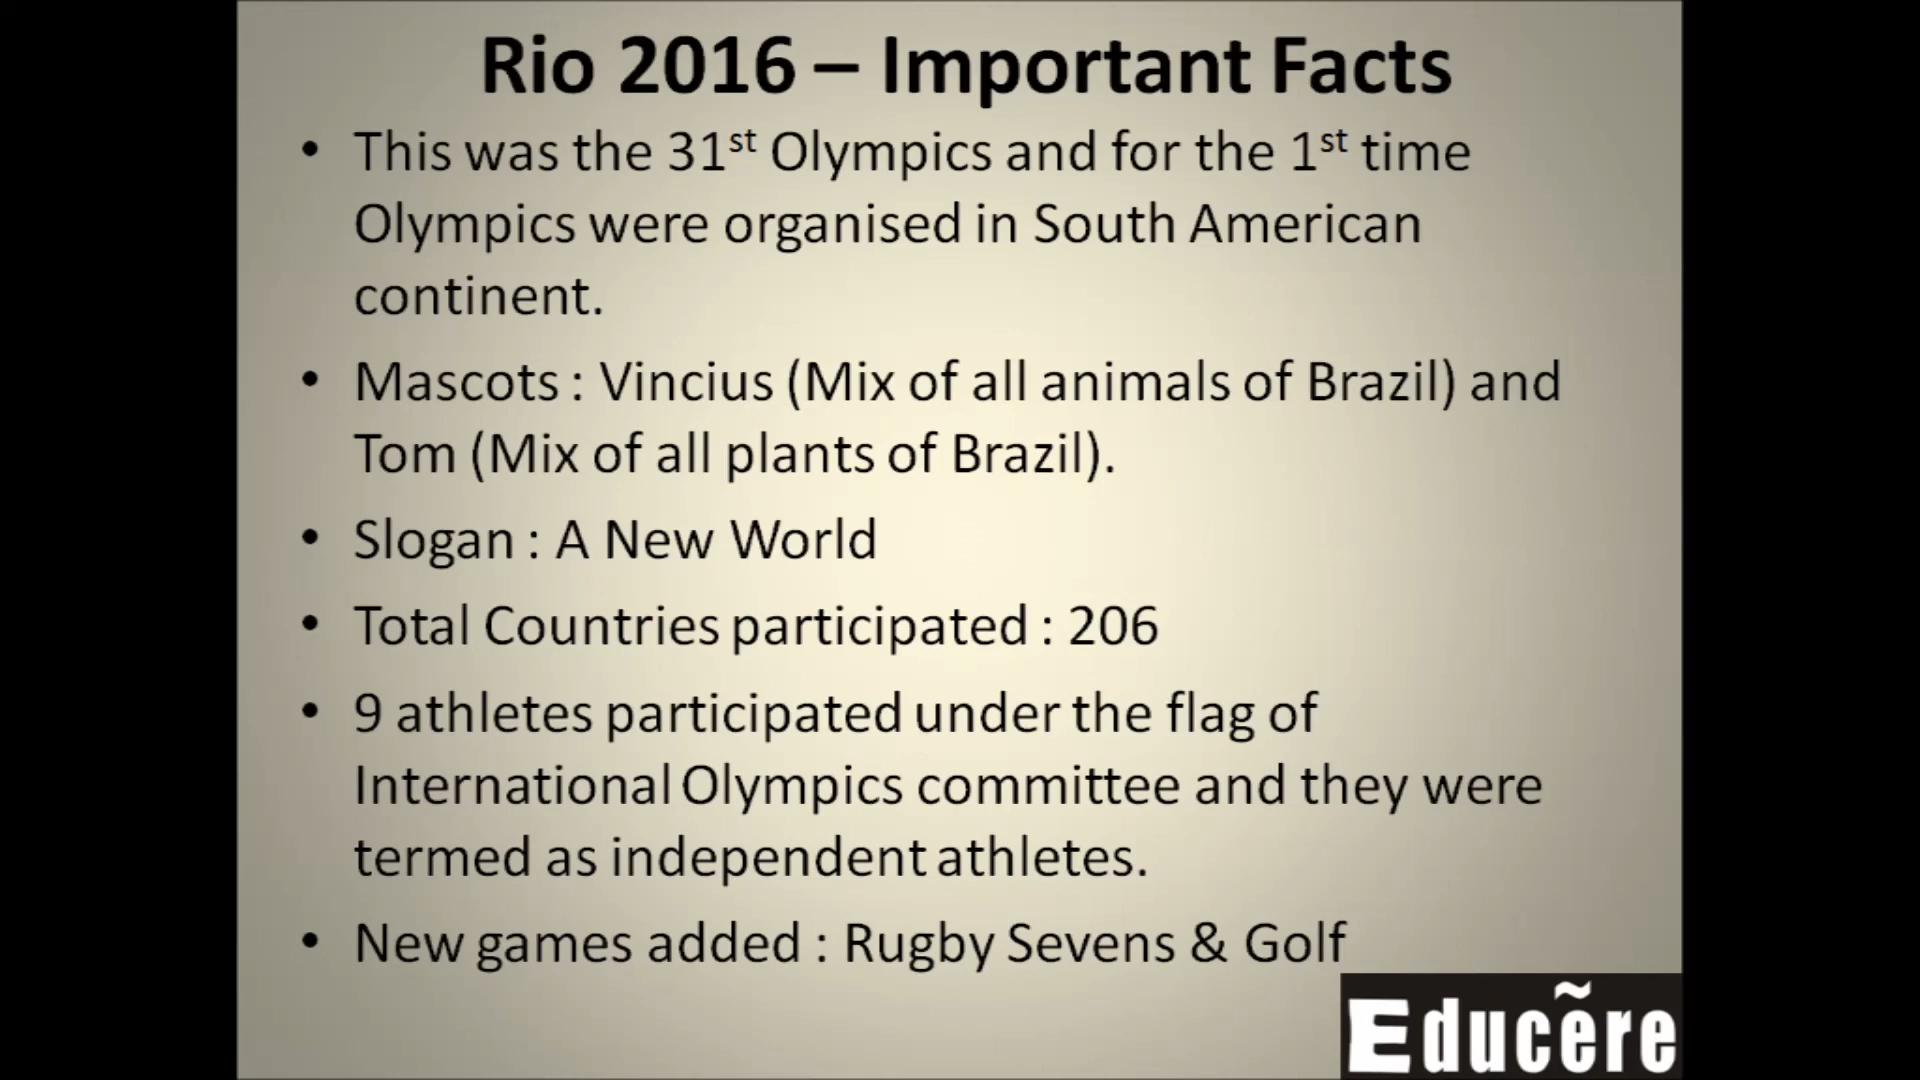 Rio 2016 – Important Facts
• This was the 31st Olympics and for the 1st time
Olympics were organised in South American
continent.
• Mascots : Vincius (Mix of all animals of Brazil) and
Tom (Mix of all plants of Brazil).
• Slogan : A New World
• Total Countries participated : 206
• 9 athletes participated under the flag of
International Olympics committee and they were
termed as independent athletes.
• New games added : Rugby Sevens & Golf
Educẽre